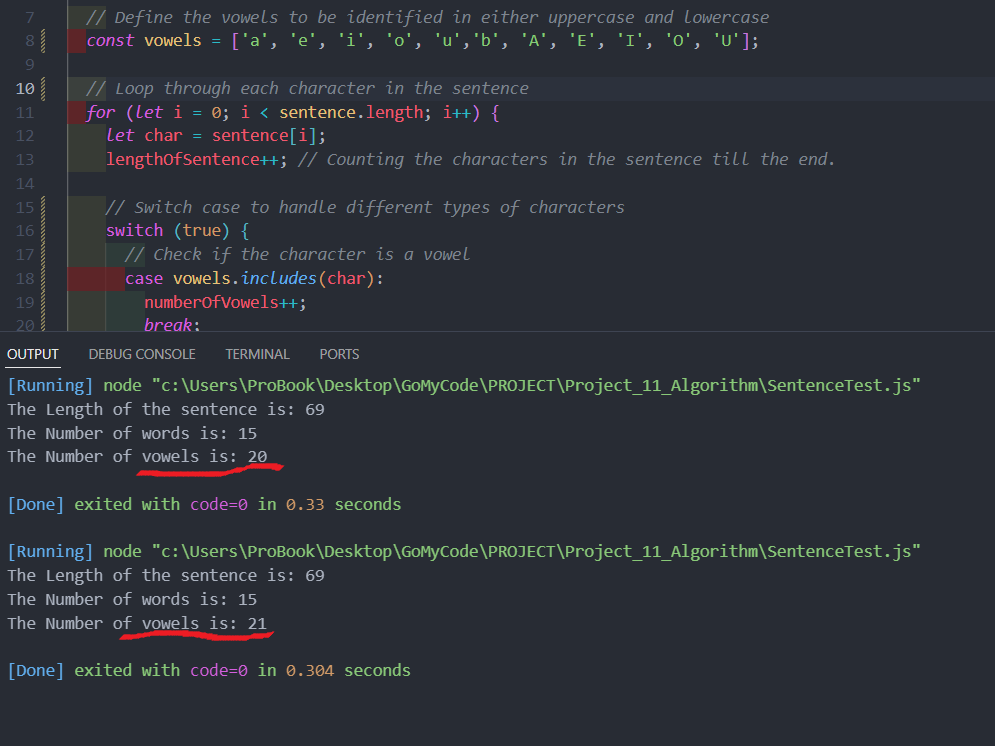 7 // Define the vowels to be identified in either uppercase and lowercase
8 const vowels = ['a', 'e', 'i', 'o', 'u','b', 'A', 'E', 'I', 'O', 'U'];
9
10 // Loop through each character in the sentence
11 for (let i = 0; i < sentence.length; i++) {
12 let char = sentence[i];
13 lengthOfSentence++; // Counting the characters in the sentence till the end.
14
15 // Switch case to handle different types of characters
16 switch (true) {
17 // Check if the character is a vowel
18 case vowels.includes(char):
19 numberOfVowels++;
20 break;
OUTPUT DEBUG CONSOLE TERMINAL PORTS
[Running] node "c:\Users\ProBook\Desktop\GoMyCode\PROJECT\Project_11_Algorithm\SentenceTest.js"
The Length of the sentence is: 69
The Number of words is: 15
The Number of vowels is: 20
[Done] exited with code=0 in 0.33 seconds
[Running] node "c:\Users\ProBook\Desktop\GoMyCode\PROJECT\Project_11_Algorithm\SentenceTest.js"
The Length of the sentence is: 69
The Number of words is: 15
The Number of vowels is: 21
[Done] exited with code=0 in 0.304 seconds